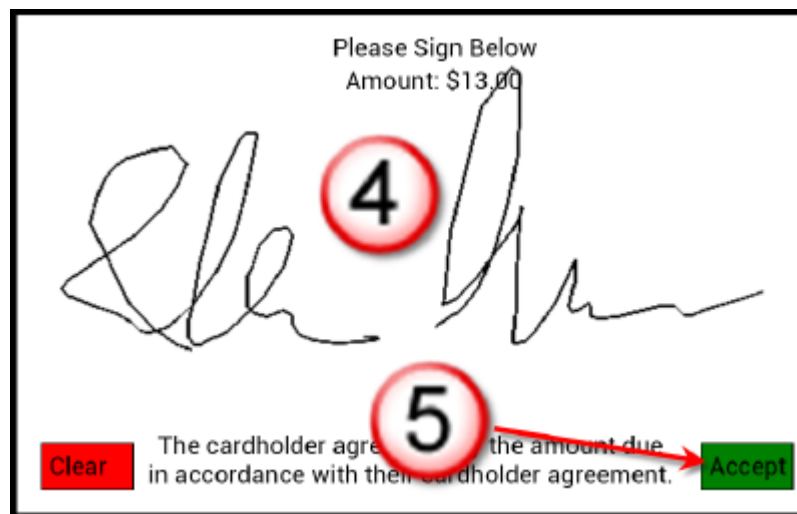 Please Sign Below
Amount: $13.00
4
5
The cardholder agre the amount due
in accordance with their cardholder agreement.
Clear
Accept